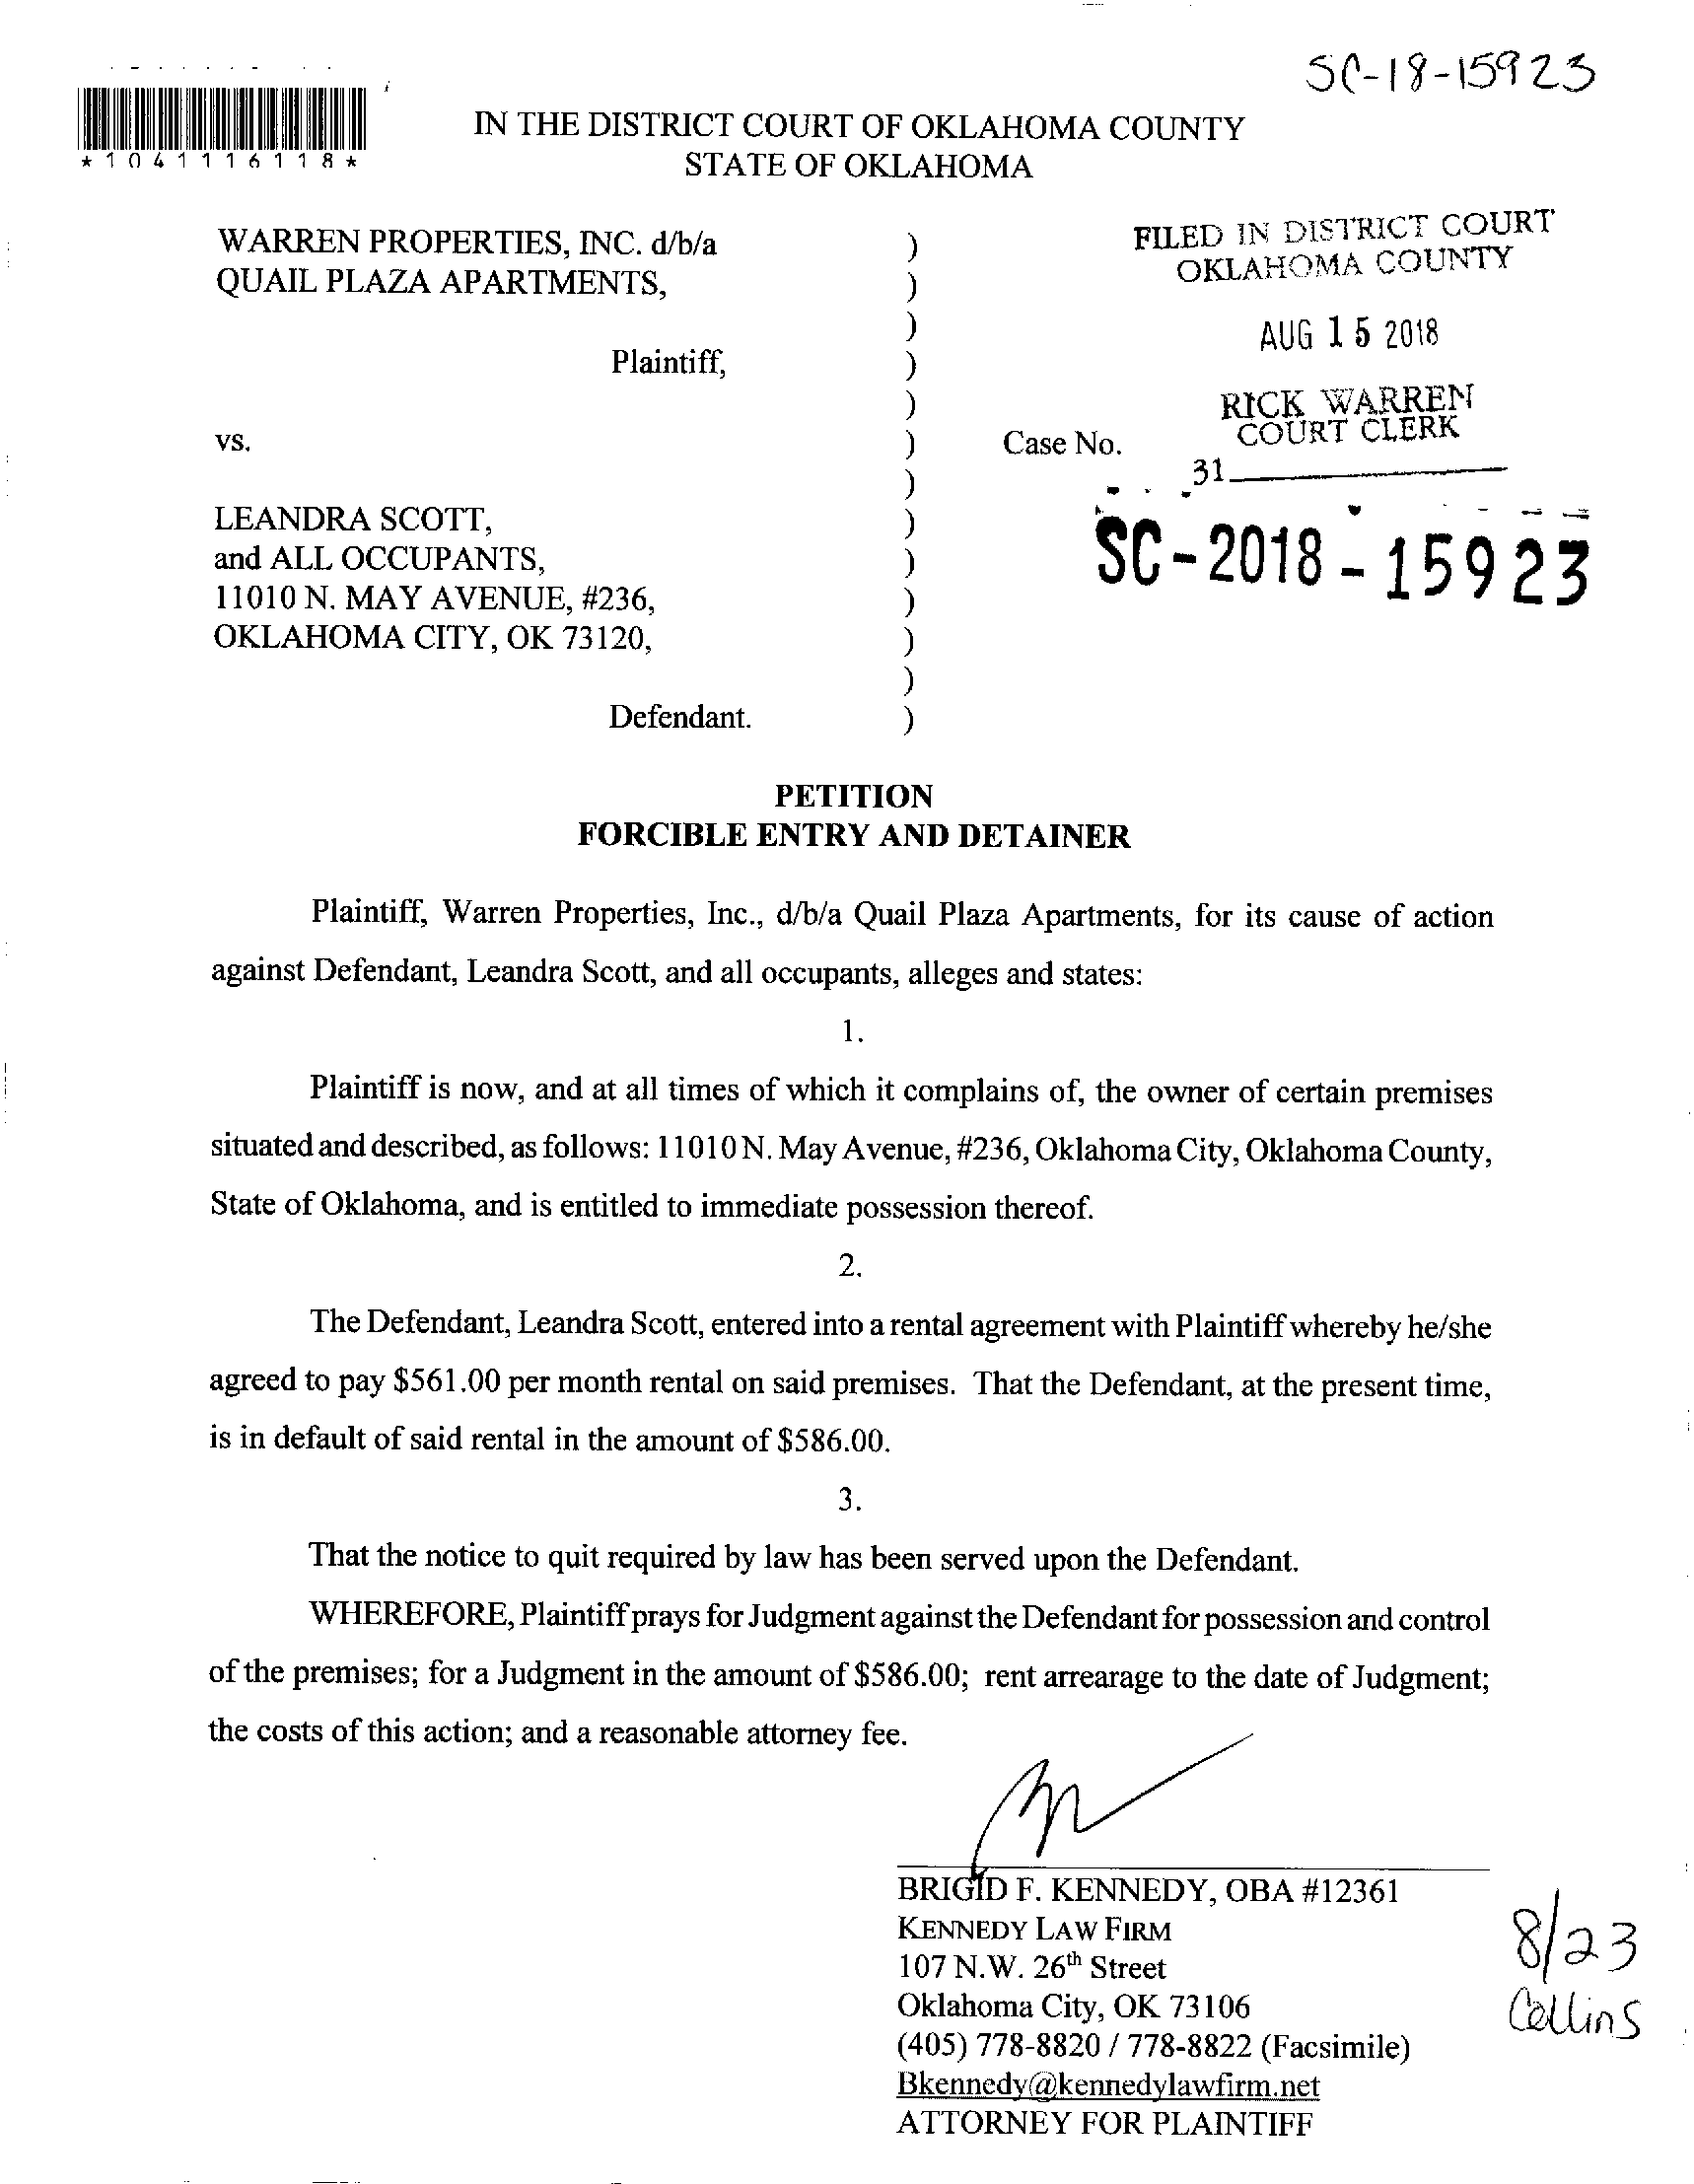 SC-18-15923
*1041116118*
IN THE DISTRICT COURT OF OKLAHOMA COUNTY
STATE OF OKLAHOMA
WARREN PROPERTIES, INC. d/b/a )
QUAIL PLAZA APARTMENTS, )
)
Plaintiff, )
)
vs. ) Case No.
)
LEANDRA SCOTT, )
and ALL OCCUPANTS, )
11010 N. MAY AVENUE, #236, )
OKLAHOMA CITY, OK 73120, )
)
Defendant. )
FILED IN DISTRICT COURT
OKLAHOMA COUNTY
AUG 15 2018
RICK WARREN
COURT CLERK
31
SC-2018-15923
PETITION
FORCIBLE ENTRY AND DETAINER
Plaintiff, Warren Properties, Inc., d/b/a Quail Plaza Apartments, for its cause of action
against Defendant, Leandra Scott, and all occupants, alleges and states:
1.
Plaintiff is now, and at all times of which it complains of, the owner of certain premises
situated and described, as follows: 11010 N. May Avenue, #236, Oklahoma City, Oklahoma County,
State of Oklahoma, and is entitled to immediate possession thereof.
2.
The Defendant, Leandra Scott, entered into a rental agreement with Plaintiff whereby he/she
agreed to pay $561.00 per month rental on said premises. That the Defendant, at the present time,
is in default of said rental in the amount of $586.00.
3.
That the notice to quit required by law has been served upon the Defendant.
WHEREFORE, Plaintiff prays for Judgment against the Defendant for possession and control
of the premises; for a Judgment in the amount of $586.00; rent arrearage to the date of Judgment;
the costs of this action; and a reasonable attorney fee.
BRIGID F. KENNEDY, OBA #12361
KENNEDY LAW FIRM
107 N.W. 26th Street
Oklahoma City, OK 73106
(405) 778-8820 / 778-8822 (Facsimile)
Bkennedy@kennedylawfirm.net
ATTORNEY FOR PLAINTIFF
8/23
Collins